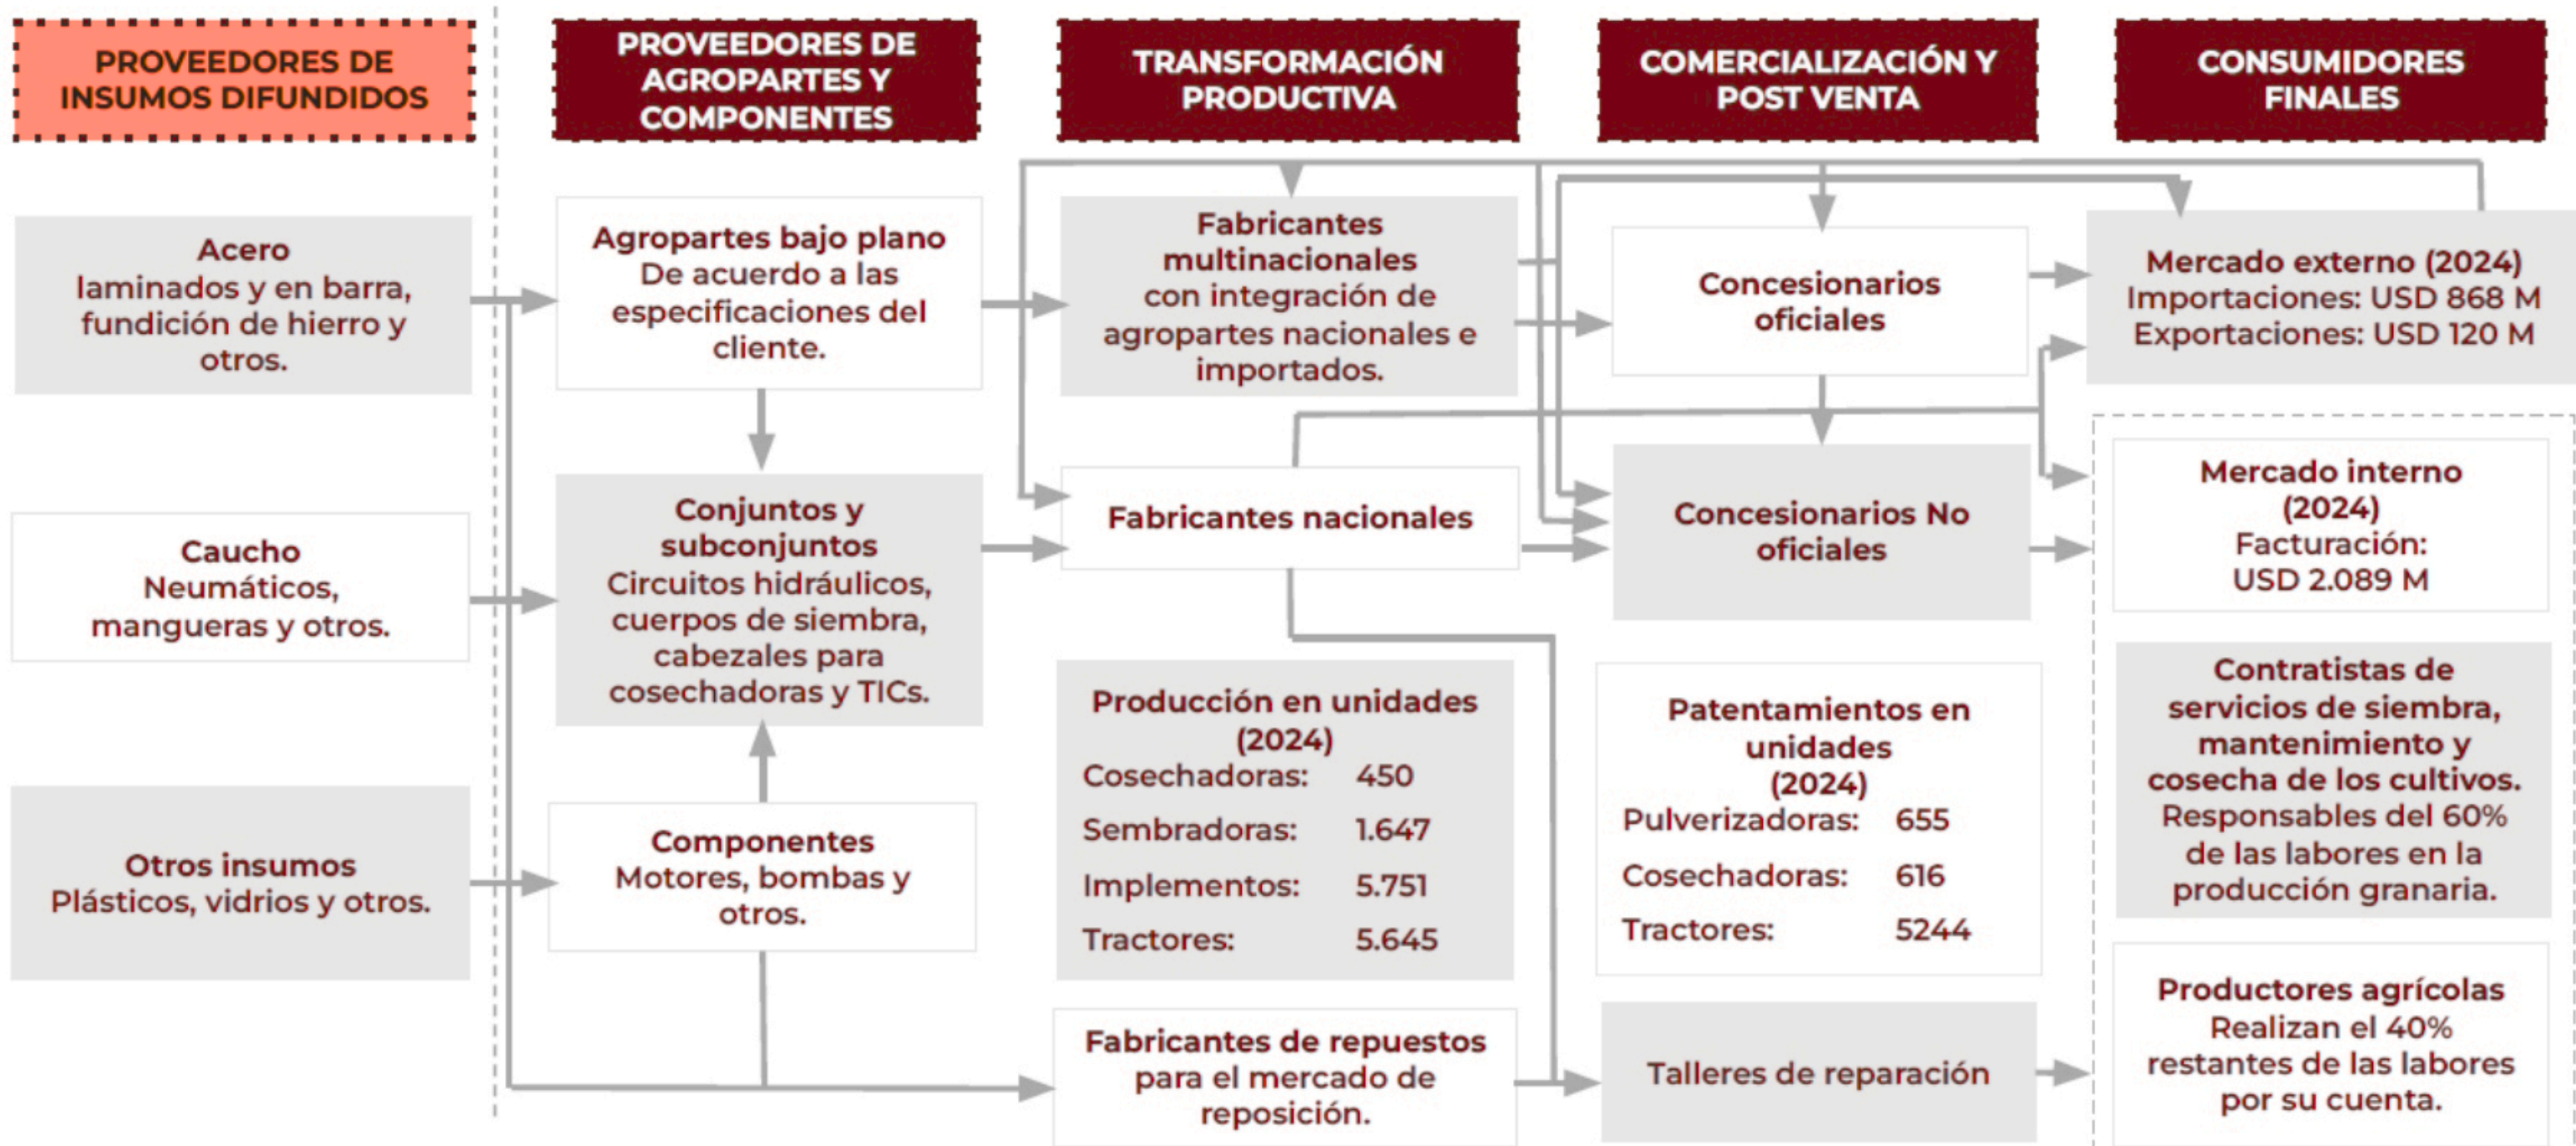 PROVEEDORES DE
INSUMOS DIFUNDIDOS
PROVEEDORES DE
AGROPARTES Y
COMPONENTES
TRANSFORMACIÓN
PRODUCTIVA
COMERCIALIZACIÓN Y
POST VENTA
CONSUMIDORES
FINALES
Acero
laminados y en barra,
fundición de hierro y
otros.
Caucho
Neumáticos,
mangueras y otros.
Otros insumos
Plásticos, vidrios y otros.
Agropartes bajo plano
De acuerdo a las
especificaciones del
cliente.
Conjuntos y
subconjuntos
Circuitos hidráulicos,
cuerpos de siembra,
cabezales para
cosechadoras y TICs.
Componentes
Motores, bombas y
otros.
Fabricantes
multinacionales
con integración de
agropartes nacionales e
importados.
Fabricantes nacionales
Producción en unidades
(2024)
Cosechadoras: 450
Sembradoras: 1.647
Implementos: 5.751
Tractores: 5.645
Fabricantes de repuestos
para el mercado de
reposición.
Concesionarios
oficiales
Concesionarios No
oficiales
Patentamientos en
unidades
(2024)
Pulverizadoras: 655
Cosechadoras: 616
Tractores: 5244
Talleres de reparación
Mercado externo (2024)
Importaciones: USD 868 M
Exportaciones: USD 120 M
Mercado interno
(2024)
Facturación:
USD 2.089 M
Contratistas de
servicios de siembra,
mantenimiento y
cosecha de los cultivos.
Responsables del 60%
de las labores en la
producción granaria.
Productores agrícolas
Realizan el 40%
restantes de las labores
por su cuenta.